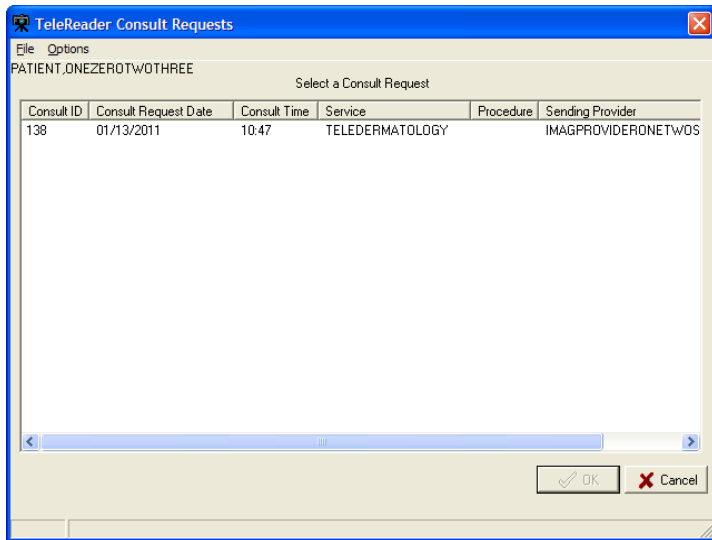 TeleReader Consult Requests
File Options
PATIENT,ONEZEROTWOTHREE
Select a Consult Request
Consult ID Consult Request Date Consult Time Service Procedure Sending Provider
138 01/13/2011 10:47 TELEDERMATOLOGY IMAGPROVIDERONETWOS
OK Cancel